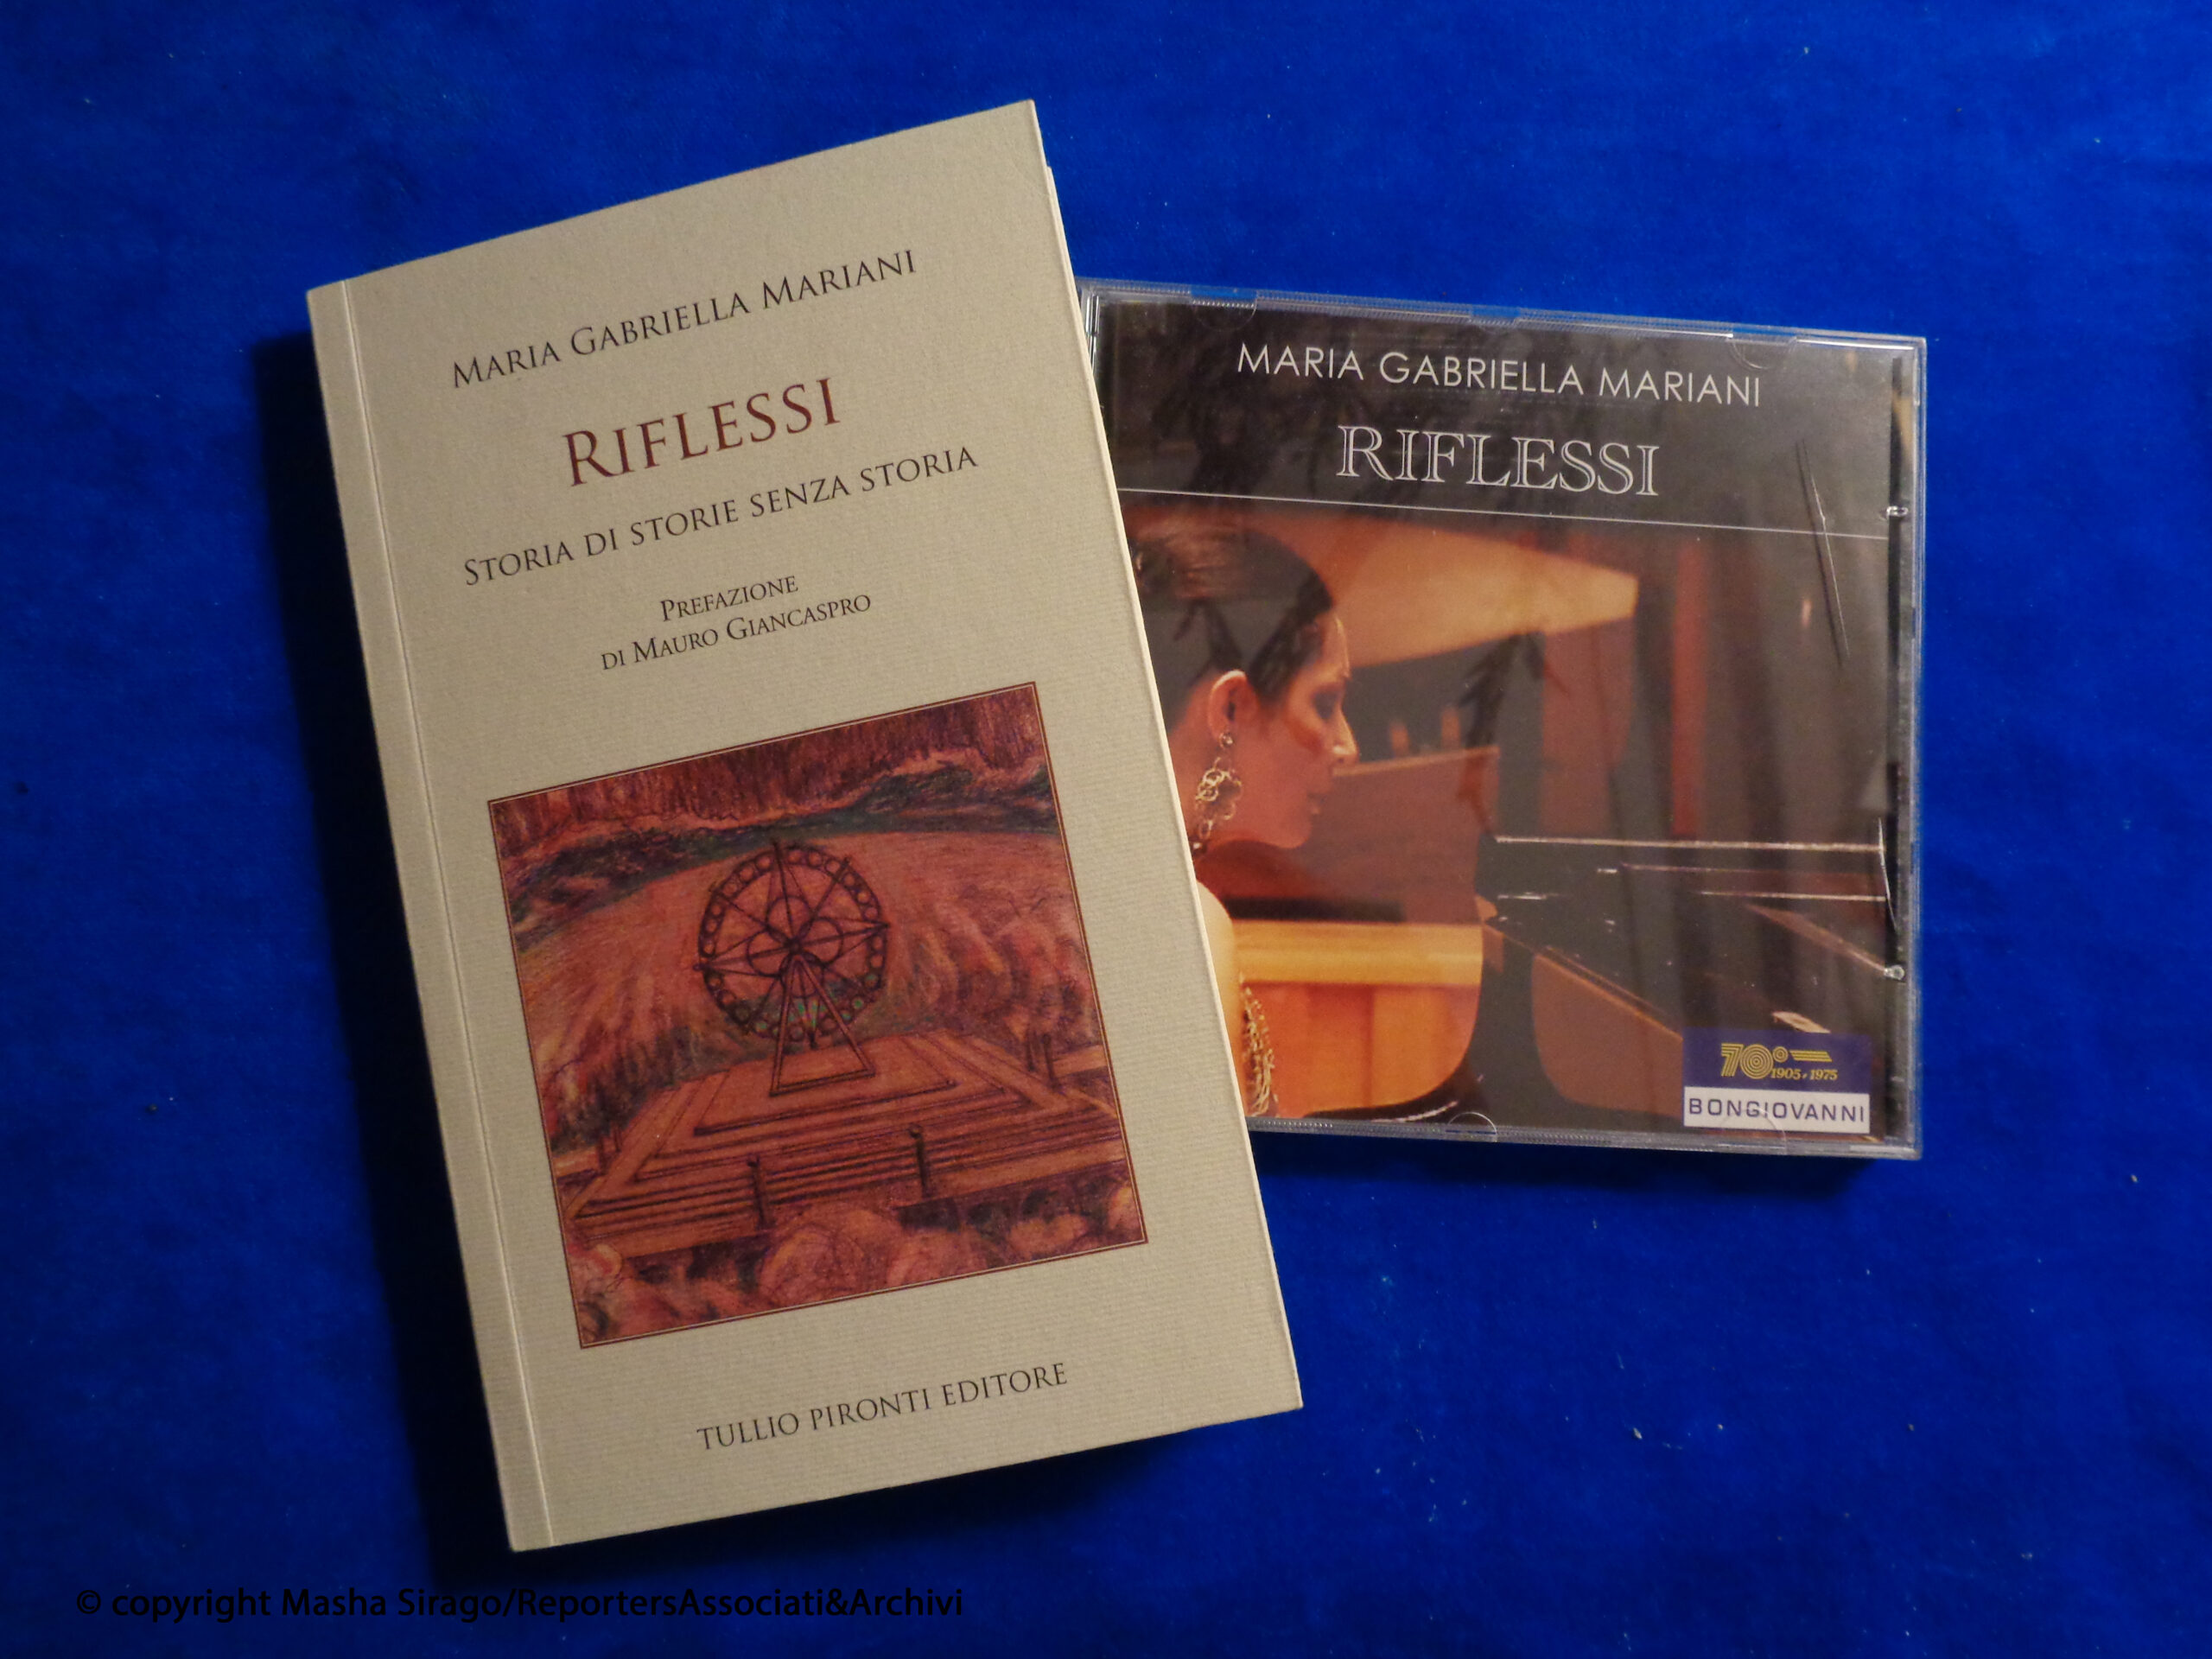 MARIA GABRIELLA MARIANI
RIFLESSI
STORIA DI STORIE SENZA STORIA
PREFAZIONE
DI MAURO GIANCASPRO
TULLIO PIRONTI EDITORE
MARIA GABRIELLA MARIANI
RIFLESSI
70°
1905-1975
BONGIOVANNI
© copyright Masha Sirago/ReportersAssociati&Archivi